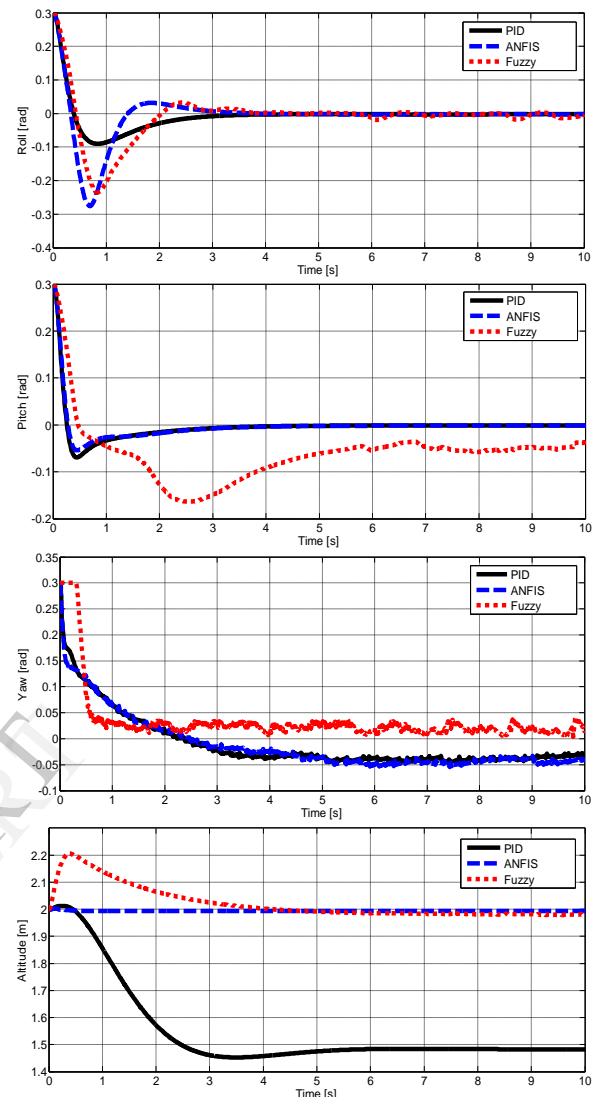 0.3
0.2
0.1
0
-0.1
-0.2
-0.3
-0.4
Roll [rad]
PID
ANFIS
Fuzzy
0 1 2 3 4 5 6 7 8 9 10
Time [s]
0.3
0.2
0.1
0
-0.1
-0.2
Pitch [rad]
PID
ANFIS
Fuzzy
0 1 2 3 4 5 6 7 8 9 10
Time [s]
0.35
0.3
0.25
0.2
0.15
0.1
0.05
0
-0.05
-0.1
Yaw [rad]
PID
ANFIS
Fuzzy
0 1 2 3 4 5 6 7 8 9 10
Time [s]
2.2
2.1
2
1.9
1.8
1.7
1.6
1.5
1.4
Altitude [m]
PID
ANFIS
Fuzzy
0 1 2 3 4 5 6 7 8 9 10
Time [s]